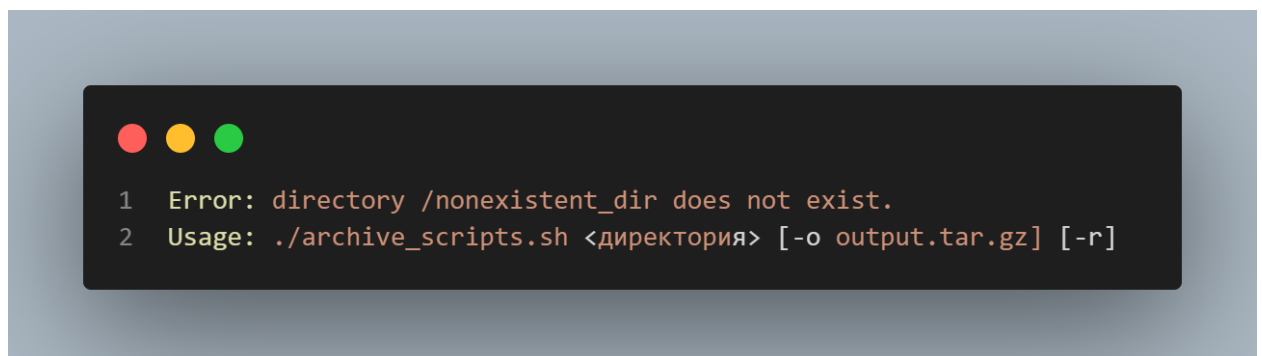 1 Error: directory /nonexistent_dir does not exist.
2 Usage: ./archive_scripts.sh <директория> [-o output.tar.gz] [-r]